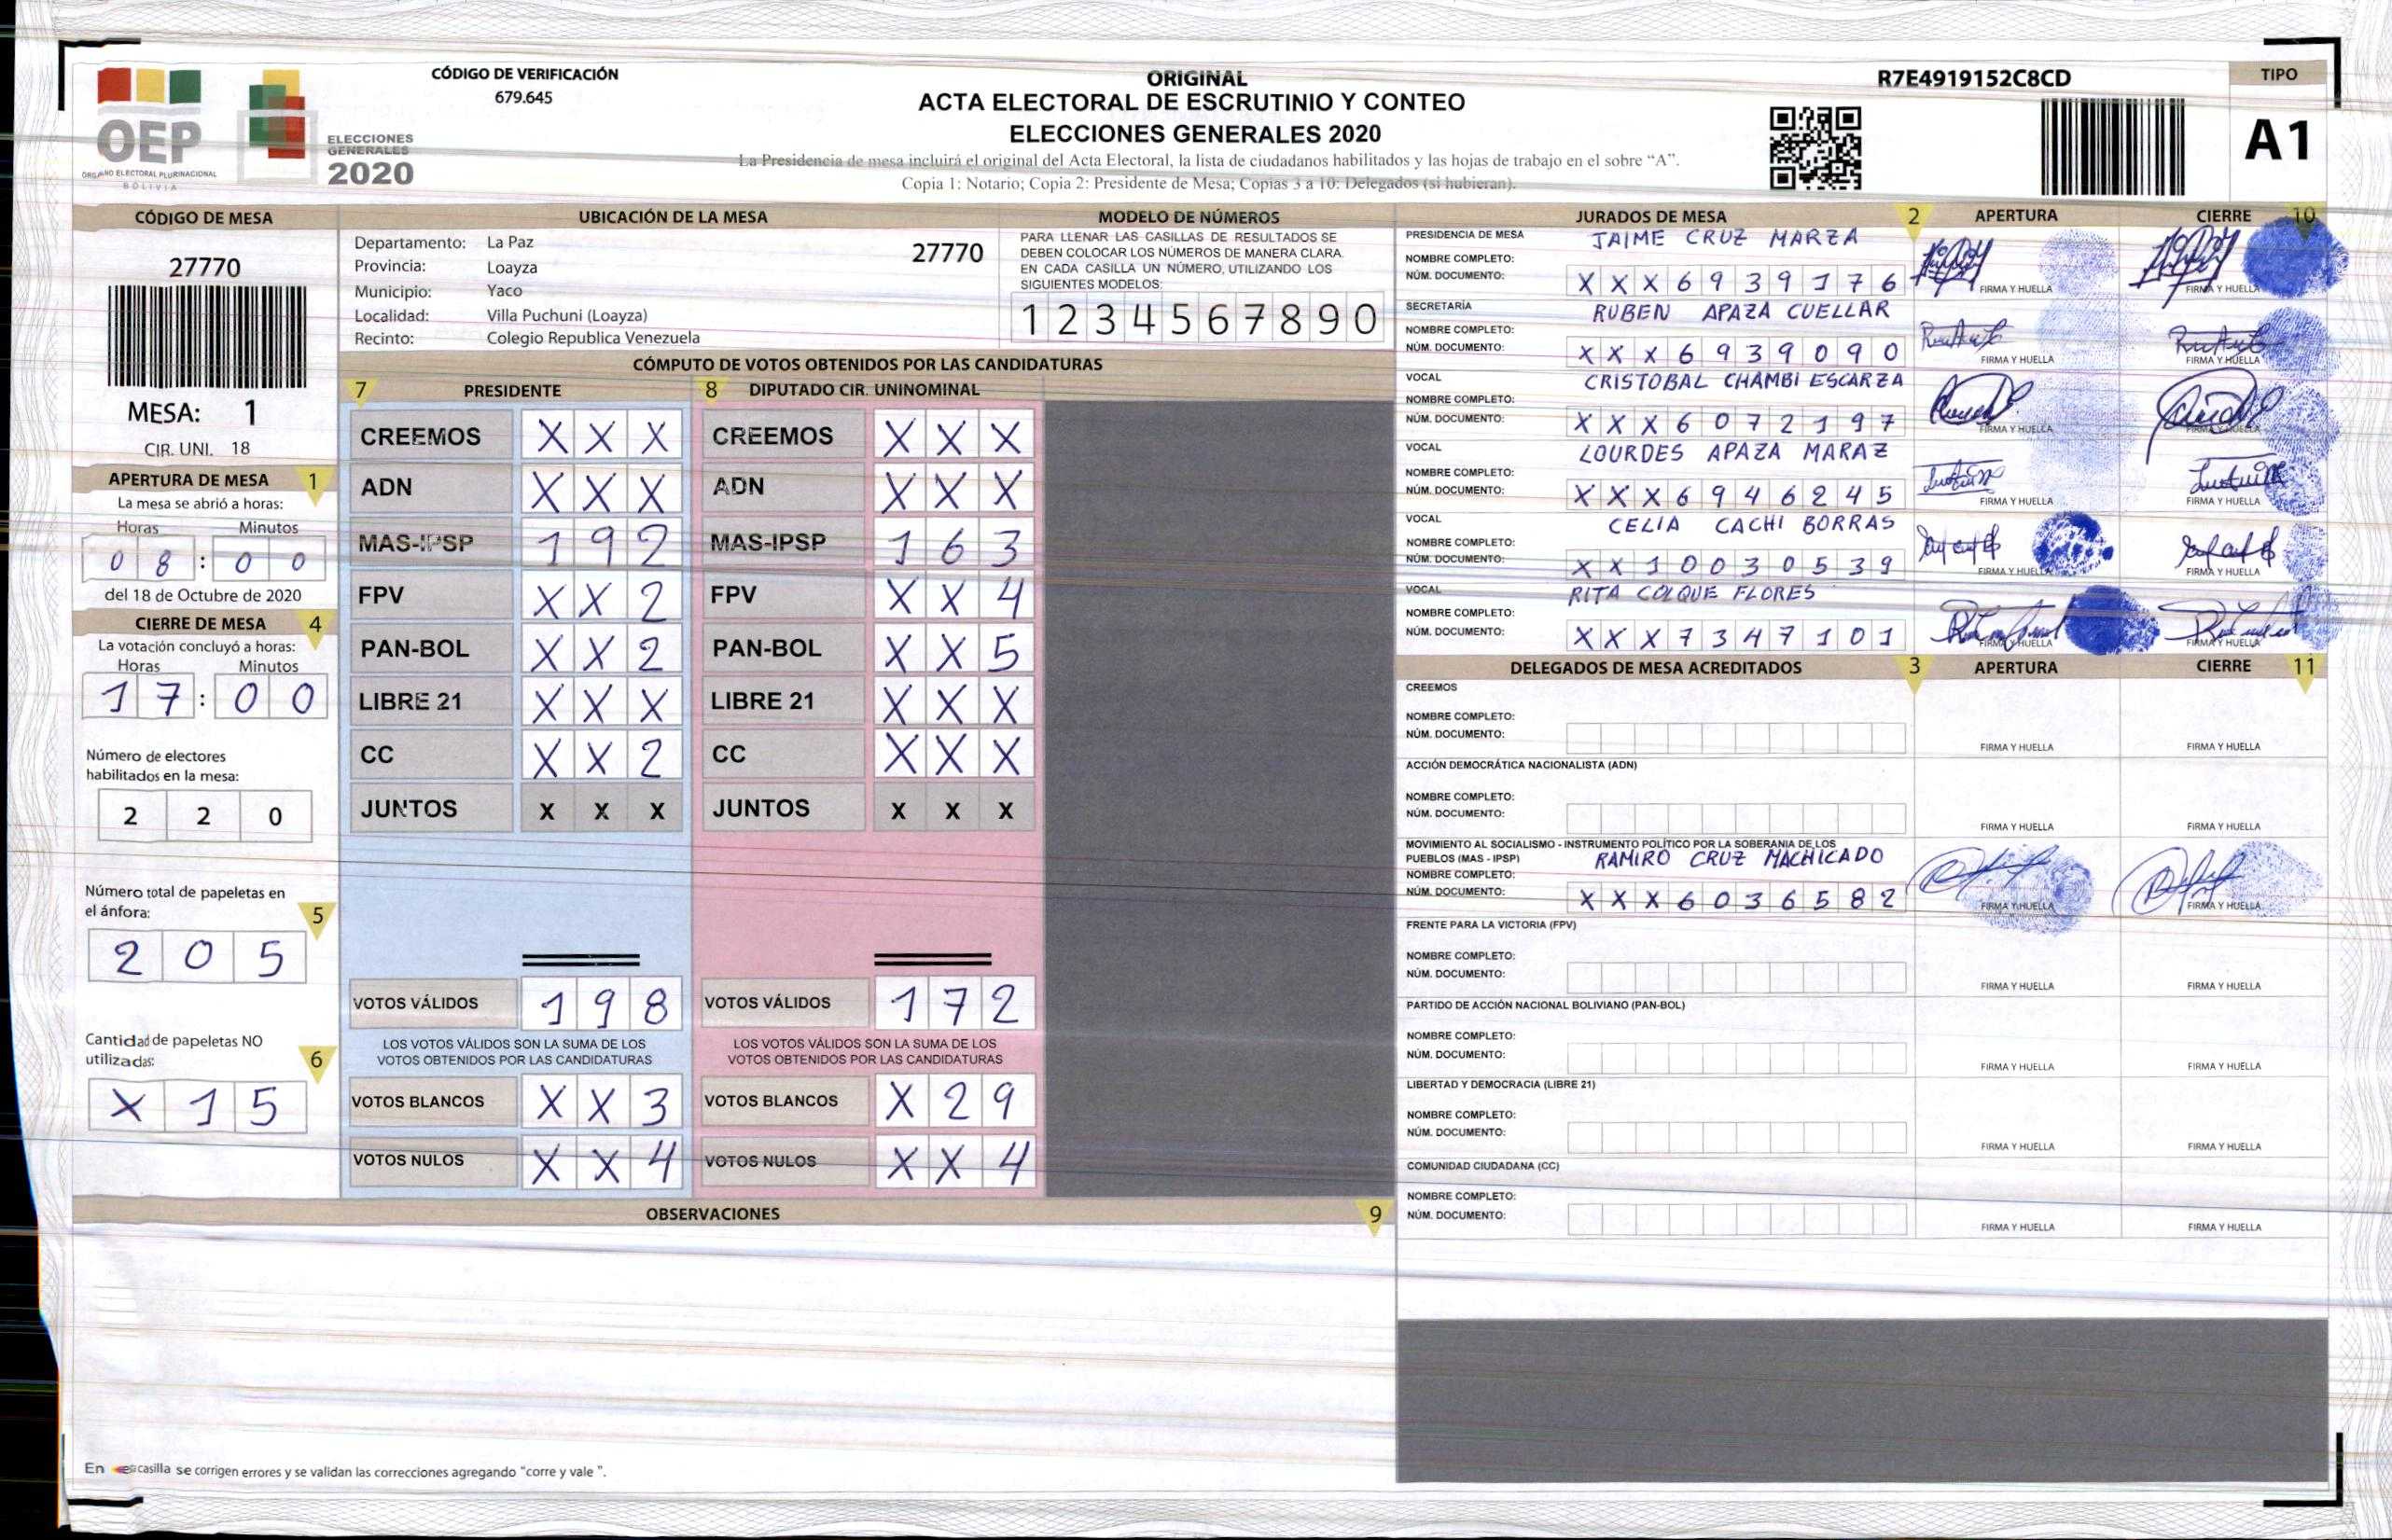 CÓDIGO DE VERIFICACIÓN
679.645
OEP
ÓRGANO ELECTORAL PLURINACIONAL
BOLIVIA
ELECCIONES
GENERALES
2020
ORIGINAL
ACTA ELECTORAL DE ESCRUTINIO Y CONTEO
ELECCIONES GENERALES 2020
La Presidencia de mesa incluirá el original del Acta Electoral, la lista de ciudadanos habilitados y las hojas de trabajo en el sobre “A”.
Copia 1: Notario; Copia 2: Presidente de Mesa; Copias 3 a 10: Delegados (si hubieran).
R7E4919152C8CD
TIPO
A1
CÓDIGO DE MESA
27770
MESA: 1
CIR. UNI. 18
APERTURA DE MESA 1
La mesa se abrió a horas:
Horas Minutos
0 8 : 0 0
del 18 de Octubre de 2020
CIERRE DE MESA 4
La votación concluyó a horas:
Horas Minutos
1 7 : 0 0
Número de electores
habilitados en la mesa:
2 2 0
Número total de papeletas en
el ánfora: 5
2 0 5
Cantidad de papeletas NO
utilizadas: 6
X 1 5
UBICACIÓN DE LA MESA
Departamento: La Paz 27770
Provincia: Loayza
Municipio: Yaco
Localidad: Villa Puchuni (Loayza)
Recinto: Colegio Republica Venezuela
MODELO DE NÚMEROS
PARA LLENAR LAS CASILLAS DE RESULTADOS SE
DEBEN COLOCAR LOS NÚMEROS DE MANERA CLARA.
EN CADA CASILLA UN NÚMERO, UTILIZANDO LOS
SIGUIENTES MODELOS:
1 2 3 4 5 6 7 8 9 0
CÓMPUTO DE VOTOS OBTENIDOS POR LAS CANDIDATURAS
7 PRESIDENTE 8 DIPUTADO CIR. UNINOMINAL
CREEMOS X X X CREEMOS X X X
ADN X X X ADN X X X
MAS-IPSP 1 9 2 MAS-IPSP 1 6 3
FPV X X 2 FPV X X 4
PAN-BOL X X 2 PAN-BOL X X 5
LIBRE 21 X X X LIBRE 21 X X X
CC X X 2 CC X X X
JUNTOS X X X JUNTOS X X X
VOTOS VÁLIDOS 1 9 8 VOTOS VÁLIDOS 1 7 2
LOS VOTOS VÁLIDOS SON LA SUMA DE LOS LOS VOTOS VÁLIDOS SON LA SUMA DE LOS
VOTOS OBTENIDOS POR LAS CANDIDATURAS VOTOS OBTENIDOS POR LAS CANDIDATURAS
VOTOS BLANCOS X X 3 VOTOS BLANCOS X 2 9
VOTOS NULOS X X 4 VOTOS NULOS X X 4
OBSERVACIONES 9
En casilla se corrigen errores y se validan las correcciones agregando "corre y vale ".
JURADOS DE MESA 2 APERTURA CIERRE 10
PRESIDENCIA DE MESA JAIME CRUZ MARZA
NOMBRE COMPLETO:
NÚM. DOCUMENTO: X X X 6 9 3 9 1 7 6 FIRMA Y HUELLA FIRMA Y HUELLA
SECRETARÍA RUBEN APAZA CUELLAR
NOMBRE COMPLETO:
NÚM. DOCUMENTO: X X X 6 9 3 9 0 9 0 FIRMA Y HUELLA FIRMA Y HUELLA
VOCAL CRISTOBAL CHAMBI ESCARZA
NOMBRE COMPLETO:
NÚM. DOCUMENTO: X X X 6 0 7 2 1 9 7 FIRMA Y HUELLA FIRMA Y HUELLA
VOCAL LOURDES APAZA MARAZ
NOMBRE COMPLETO:
NÚM. DOCUMENTO: X X X 6 9 4 6 2 4 5 FIRMA Y HUELLA FIRMA Y HUELLA
VOCAL CELIA CACHI BORRAS
NOMBRE COMPLETO:
NÚM. DOCUMENTO: X X 1 0 0 3 0 5 3 9 FIRMA Y HUELLA FIRMA Y HUELLA
VOCAL RITA COLQUE FLORES
NOMBRE COMPLETO:
NÚM. DOCUMENTO: X X X 7 3 4 7 1 0 1 FIRMA Y HUELLA FIRMA Y HUELLA
DELEGADOS DE MESA ACREDITADOS 3 APERTURA CIERRE 11
CREEMOS
NOMBRE COMPLETO:
NÚM. DOCUMENTO: FIRMA Y HUELLA FIRMA Y HUELLA
ACCIÓN DEMOCRÁTICA NACIONALISTA (ADN)
NOMBRE COMPLETO:
NÚM. DOCUMENTO: FIRMA Y HUELLA FIRMA Y HUELLA
MOVIMIENTO AL SOCIALISMO - INSTRUMENTO POLÍTICO POR LA SOBERANIA DE LOS
PUEBLOS (MAS - IPSP) RAMIRO CRUZ MACHICADO
NOMBRE COMPLETO:
NÚM. DOCUMENTO: X X X 6 0 3 6 5 8 2 FIRMA Y HUELLA FIRMA Y HUELLA
FRENTE PARA LA VICTORIA (FPV)
NOMBRE COMPLETO:
NÚM. DOCUMENTO: FIRMA Y HUELLA FIRMA Y HUELLA
PARTIDO DE ACCIÓN NACIONAL BOLIVIANO (PAN-BOL)
NOMBRE COMPLETO:
NÚM. DOCUMENTO: FIRMA Y HUELLA FIRMA Y HUELLA
LIBERTAD Y DEMOCRACIA (LIBRE 21)
NOMBRE COMPLETO:
NÚM. DOCUMENTO: FIRMA Y HUELLA FIRMA Y HUELLA
COMUNIDAD CIUDADANA (CC)
NOMBRE COMPLETO:
NÚM. DOCUMENTO: FIRMA Y HUELLA FIRMA Y HUELLA